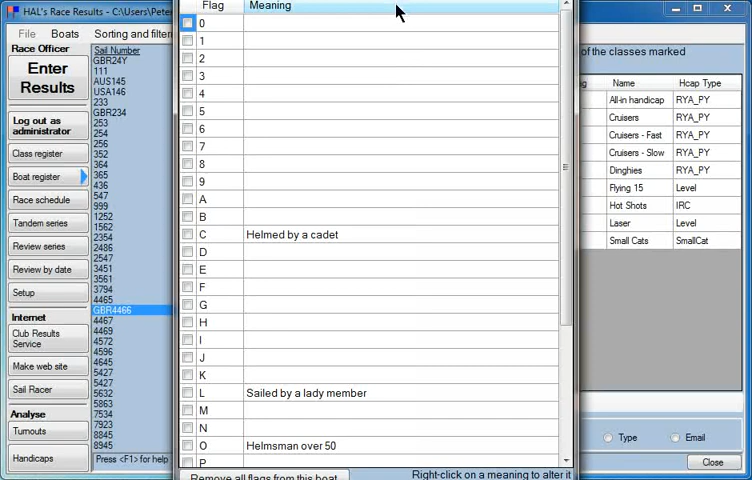 HAL's Race Results - C:\Users\Peter
File Boats Sorting and filter
Race Officer
Enter
Results
Log out as
administrator
Class register
Boat register
Race schedule
Tandem series
Review series
Review by date
Setup
Internet
Club Results
Service
Make web site
Sail Racer
Analyse
Turnouts
Handicaps
Sail Number
GBR24Y
111
AUS145
USA146
233
GBR234
253
254
256
352
364
365
436
547
999
1252
1562
2354
2486
2547
3451
3561
3794
4465
GBR4466
4467
4469
4572
4596
4645
5427
5427
5632
5863
7534
7923
8845
8945
Press <F1> for help
Flag Meaning
0
1
2
3
4
5
6
7
8
9
A
B
C Helmed by a cadet
D
E
F
G
H
I
J
K
L Sailed by a lady member
M
N
O Helmsman over 50
P
Remove all flags from this boat
Right-click on a meaning to alter it
of the classes marked
Name Hcap Type
All-in handicap RYA_PY
Cruisers RYA_PY
Cruisers - Fast RYA_PY
Cruisers - Slow RYA_PY
Dinghies RYA_PY
Flying 15 Level
Hot Shots IRC
Laser Level
Small Cats SmallCat
Type Email
Close